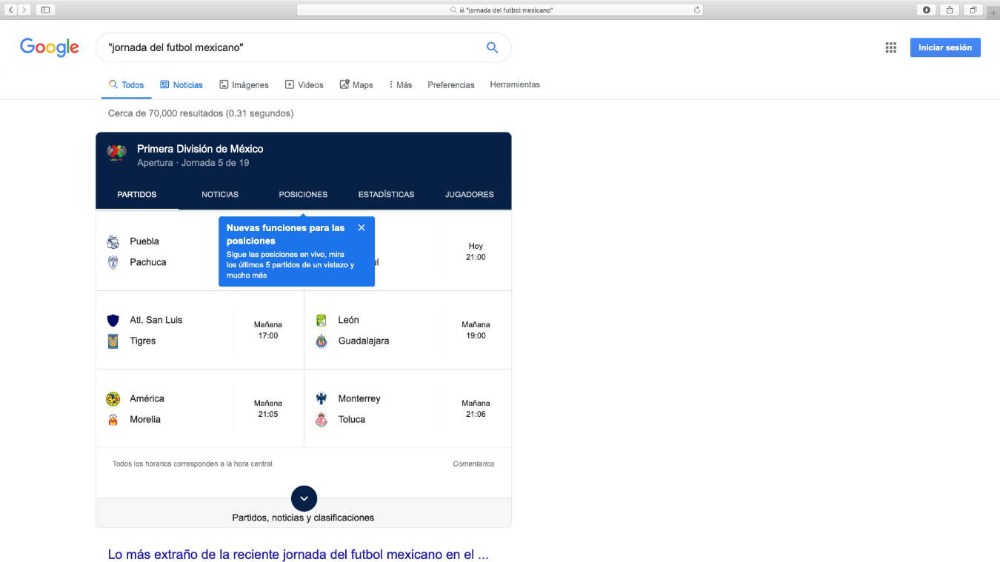 "jornada del futbol mexicano"
Google
"jornada del futbol mexicano"
Iniciar sesión
Todos
Noticias
Imágenes
Videos
Maps
Más
Preferencias
Herramientas
Cerca de 70,000 resultados (0.31 segundos)
Primera División de México
Apertura · Jornada 5 de 19
PARTIDOS
NOTICIAS
POSICIONES
ESTADÍSTICAS
JUGADORES
Nuevas funciones para las
posiciones
Sigue las posiciones en vivo, mira
los últimos 5 partidos de un vistazo y
mucho más
Puebla
Pachuca
Hoy
21:00
Atl. San Luis
Tigres
Mañana
17:00
León
Guadalajara
Mañana
19:00
América
Morelia
Mañana
21:05
Monterrey
Toluca
Mañana
21:06
Todos los horarios corresponden a la hora central
Comentarios
Partidos, noticias y clasificaciones
Lo más extraño de la reciente jornada del futbol mexicano en el ...